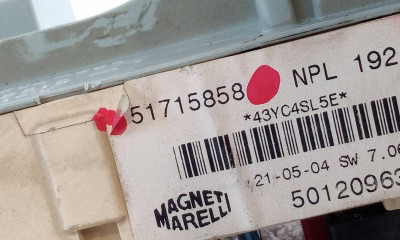 51715858 NPL 192
*43YC4SL5E*
21-05-04 SW 7.06
MAGNETI
MARELLI
50120963